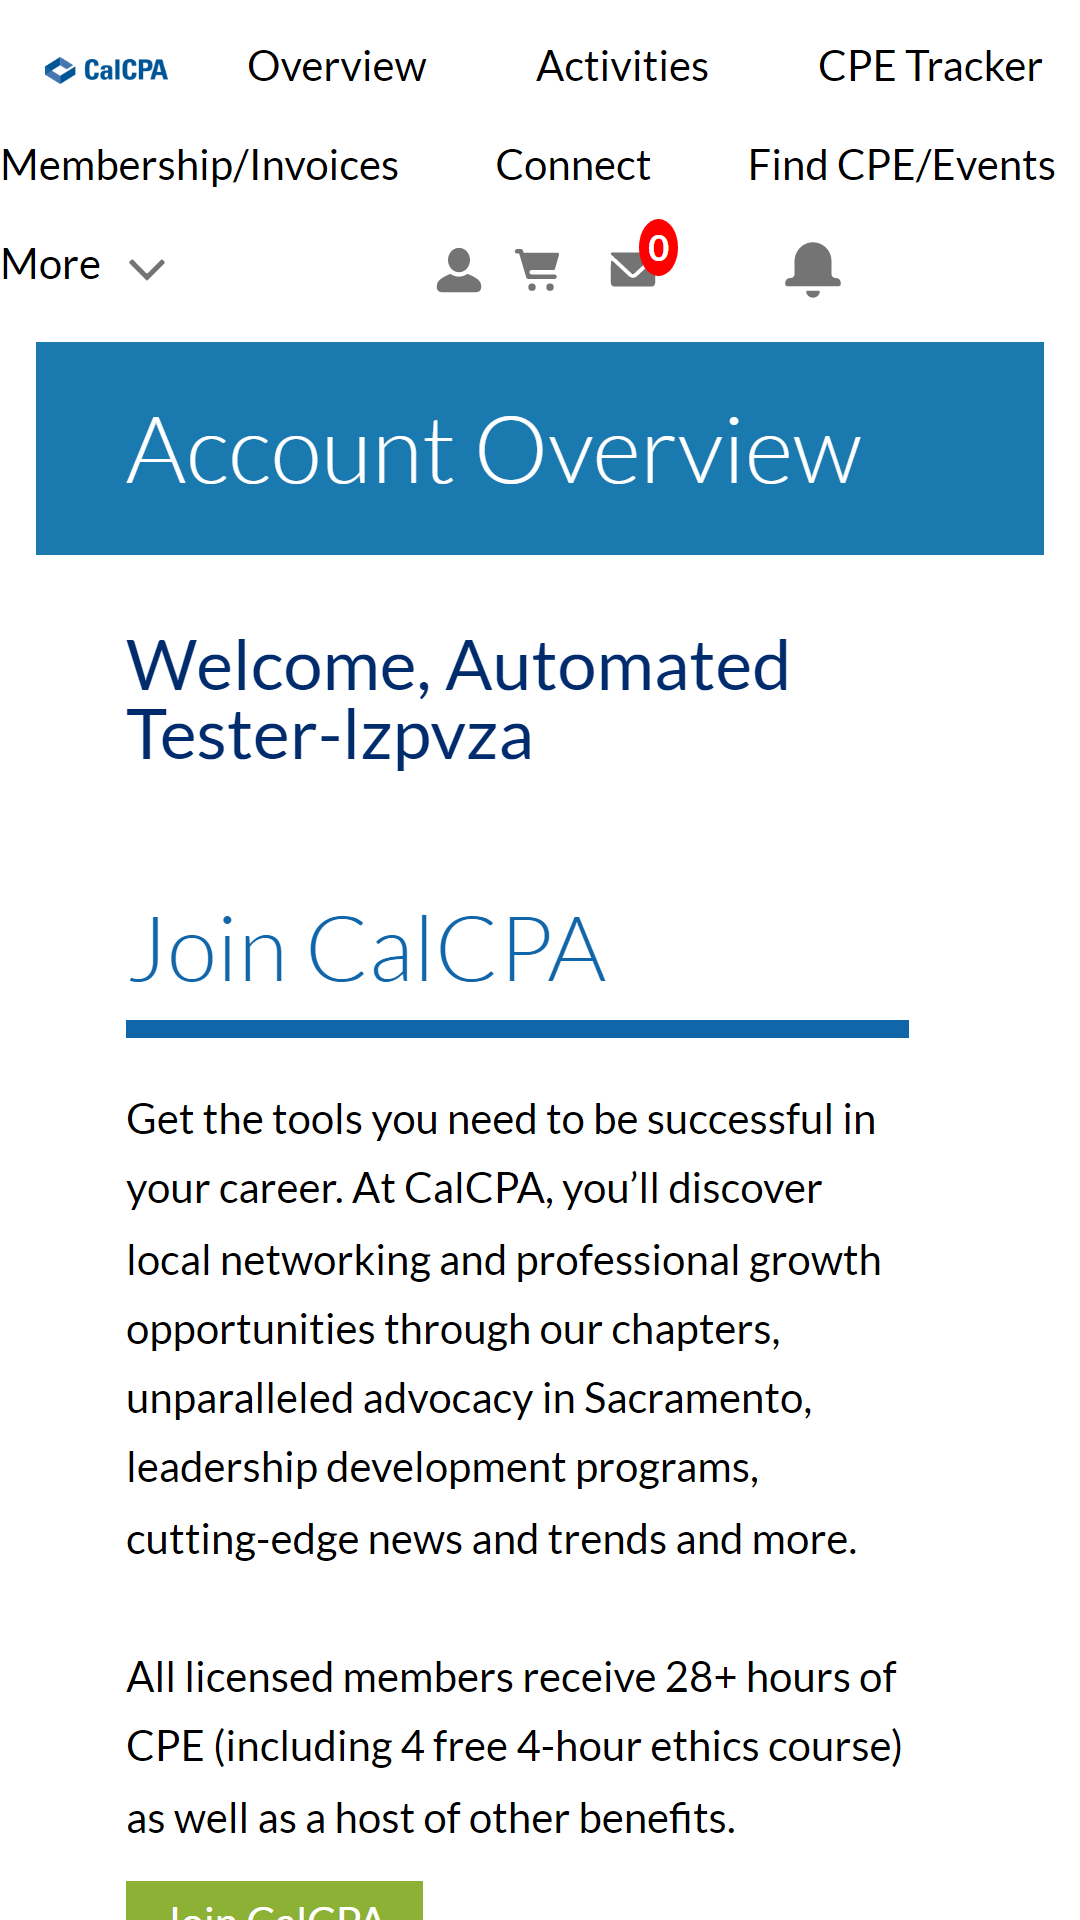 CalCPA Overview Activities CPE Tracker
Membership/Invoices Connect Find CPE/Events
More 0
Account Overview
Welcome, Automated
Tester-lzpvza
Join CalCPA
Get the tools you need to be successful in
your career. At CalCPA, you’ll discover
local networking and professional growth
opportunities through our chapters,
unparalleled advocacy in Sacramento,
leadership development programs,
cutting-edge news and trends and more.
All licensed members receive 28+ hours of
CPE (including 4 free 4-hour ethics course)
as well as a host of other benefits.
Join CalCPA